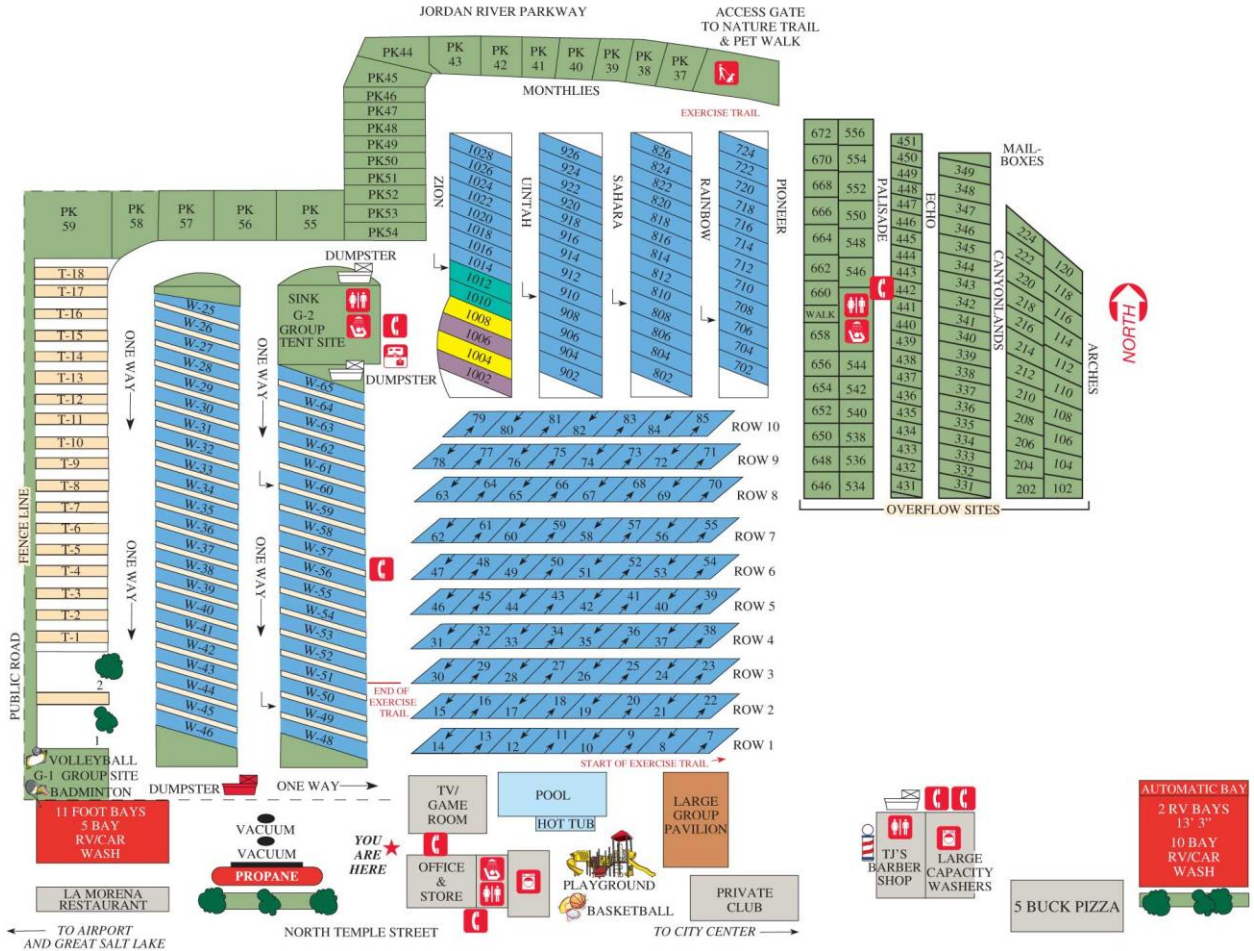 JORDAN RIVER PARKWAY
ACCESS GATE
TO NATURE TRAIL
& PET WALK
PK44
PK
43
PK
42
PK
41
PK
40
PK
39
PK
38
PK
37
MONTHLIES
EXERCISE TRAIL
PK45
PK46
PK47
PK48
PK49
PK50
PK51
PK52
PK53
PK54
PK
59
PK
58
PK
57
PK
56
PK
55
T-18
T-17
T-16
T-15
T-14
T-13
T-12
T-11
T-10
T-9
T-8
T-7
T-6
T-5
T-4
T-3
T-2
T-1
2
1
FENCE LINE
PUBLIC ROAD
ONE WAY
ONE WAY
W-25
W-26
W-27
W-28
W-29
W-30
W-31
W-32
W-33
W-34
W-35
W-36
W-37
W-38
W-39
W-40
W-41
W-42
W-43
W-44
W-45
W-46
ONE WAY
ONE WAY
DUMPSTER
SINK
G-2
GROUP
TENT SITE
DUMPSTER
W-65
W-64
W-63
W-62
W-61
W-60
W-59
W-58
W-57
W-56
W-55
W-54
W-53
W-52
W-51
W-50
W-49
W-48
END OF
EXERCISE
TRAIL
ZION
1028
1026
1024
1022
1020
1018
1016
1014
1012
1010
1008
1006
1004
1002
UINTAH
926
924
922
920
918
916
914
912
910
908
906
904
902
SAHARA
826
824
822
820
818
816
814
812
810
808
806
804
802
RAINBOW
724
722
720
718
716
714
712
710
708
706
704
702
PIONEER
672 556
670 554
668 552
666 550
664 548
662 546
660
WALK
658
656 544
654 542
652 540
650 538
648 536
646 534
PALISADE
451
450
449
448
447
446
445
444
443
442
441
440
439
438
437
436
435
434
433
432
431
ECHO
349
348
347
346
345
344
343
342
341
340
339
338
337
336
335
334
333
332
331
MAIL-
BOXES
CANYONLANDS
224
222
220
218
216
214
212
210
208
206
204
202
120
118
116
114
112
110
108
106
104
102
ARCHES
OVERFLOW SITES
NORTH
79 80 81 82 83 84 85 ROW 10
78 77 76 75 74 73 72 71 ROW 9
63 64 65 66 67 68 69 70 ROW 8
62 61 60 59 58 57 56 55 ROW 7
47 48 49 50 51 52 53 54 ROW 6
46 45 44 43 42 41 40 39 ROW 5
31 32 33 34 35 36 37 38 ROW 4
30 29 28 27 26 25 24 23 ROW 3
15 16 17 18 19 20 21 22 ROW 2
14 13 12 11 10 9 8 7 ROW 1
START OF EXERCISE TRAIL
VOLLEYBALL
G-1 GROUP SITE
BADMINTON
DUMPSTER
ONE WAY
11 FOOT BAYS
5 BAY
RV/CAR
WASH
LA MORENA
RESTAURANT
VACUUM
VACUUM
PROPANE
YOU
ARE
HERE
TV/
GAME
ROOM
OFFICE
&
STORE
POOL
HOT TUB
PLAYGROUND
BASKETBALL
LARGE
GROUP
PAVILION
PRIVATE
CLUB
TJ'S
BARBER
SHOP
LARGE
CAPACITY
WASHERS
5 BUCK PIZZA
AUTOMATIC BAY
2 RV BAYS
13' 3"
10 BAY
RV/CAR
WASH
TO AIRPORT
AND GREAT SALT LAKE
NORTH TEMPLE STREET
TO CITY CENTER